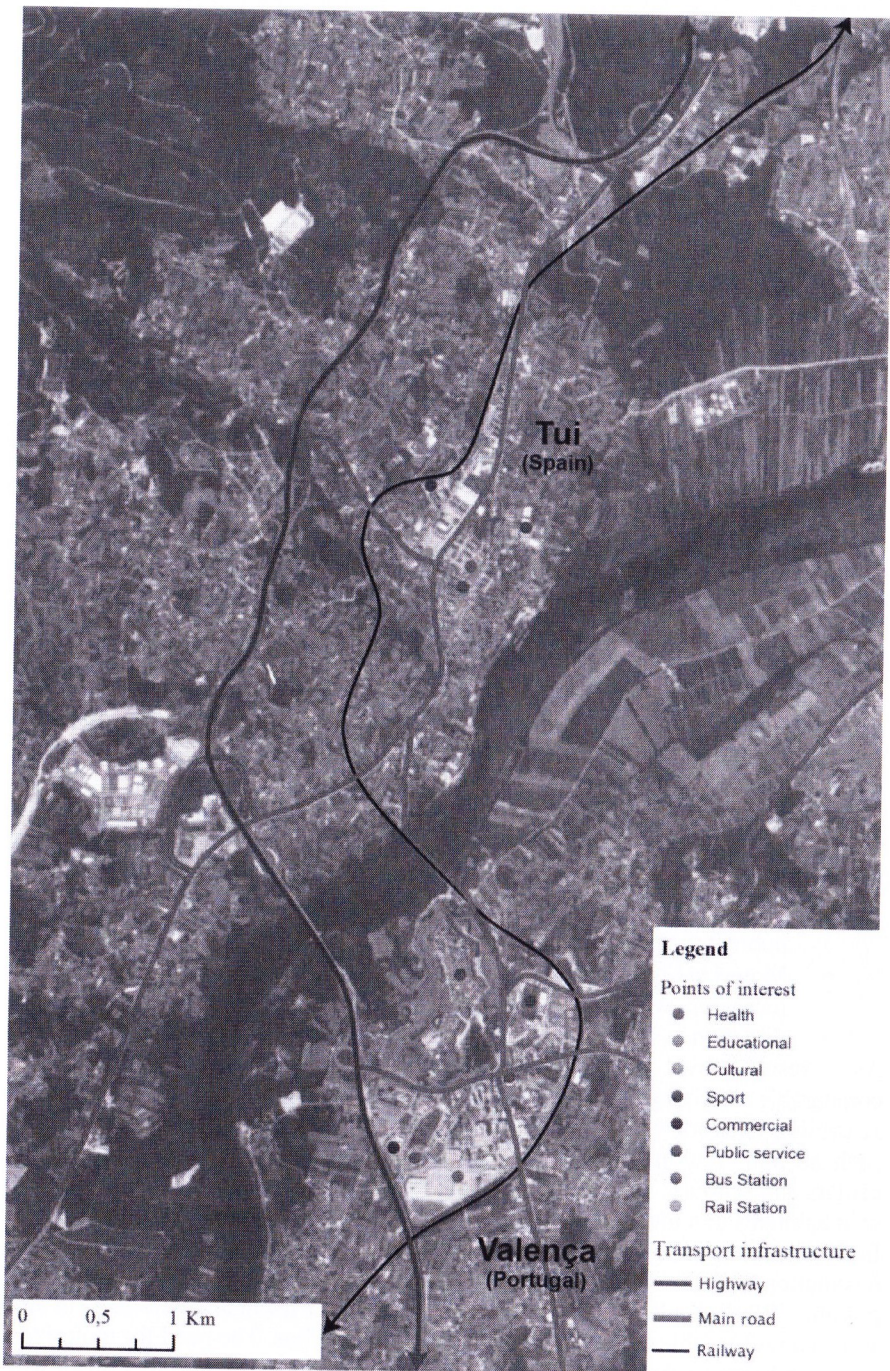 Tui
(Spain)
Legend
Points of interest
Health
Educational
Cultural
Sport
Commercial
Public service
Bus Station
Rail Station
Transport infrastructure
Highway
Main road
Railway
Valença
(Portugal)
0 0,5 1 Km